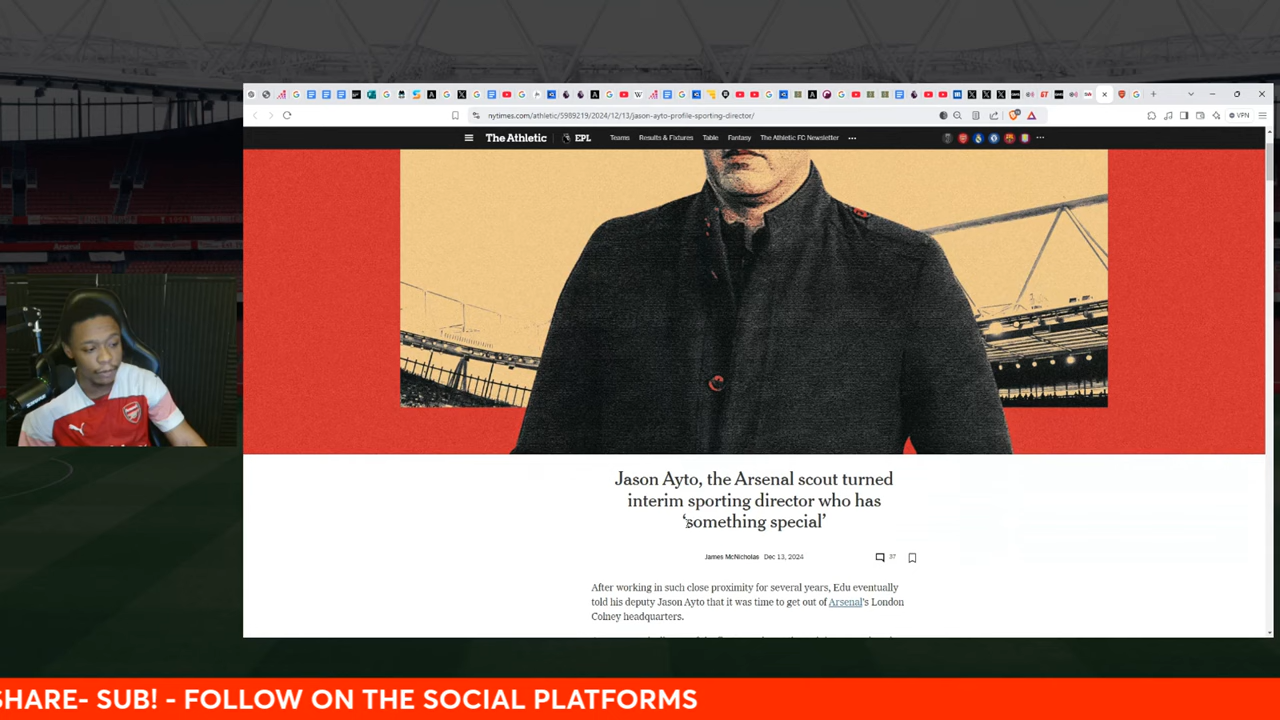 nytimes.com/athletic/5989219/2024/12/13/jason-ayto-profile-sporting-director/
VPN
The Athletic
EPL
Teams
Results & Fixtures
Table
Fantasy
The Athletic FC Newsletter
Jason Ayto, the Arsenal scout turned
interim sporting director who has
‘something special’
James McNicholas Dec 13, 2024
37
After working in such close proximity for several years, Edu eventually
told his deputy Jason Ayto that it was time to get out of Arsenal's London
Colney headquarters.
SHARE- SUB! - FOLLOW ON THE SOCIAL PLATFORMS